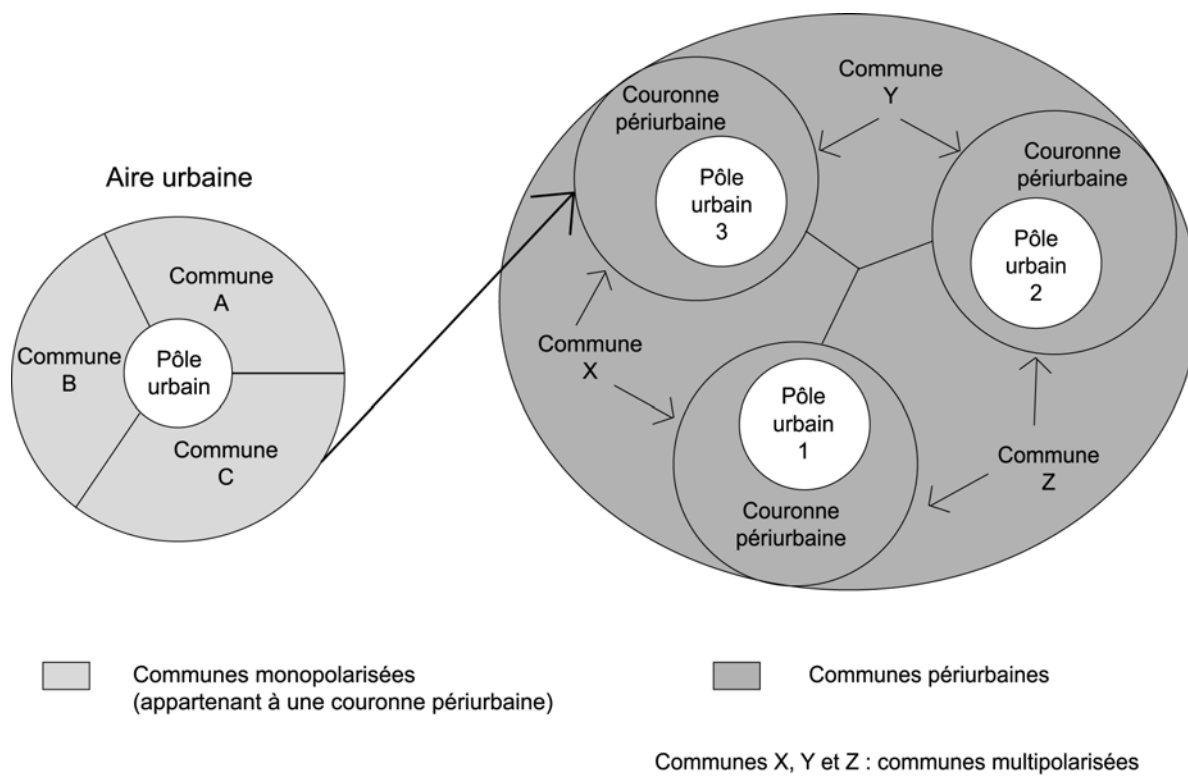 Aire urbaine
Commune
A
Commune
B
Pôle
urbain
Commune
C
Commune
Y
Couronne
périurbaine
Pôle
urbain
3
Couronne
périurbaine
Pôle
urbain
2
Commune
X
Pôle
urbain
1
Couronne
périurbaine
Commune
Z
Communes monopolarisées
(appartenant à une couronne périurbaine)
Communes périurbaines
Communes X, Y et Z : communes multipolarisées